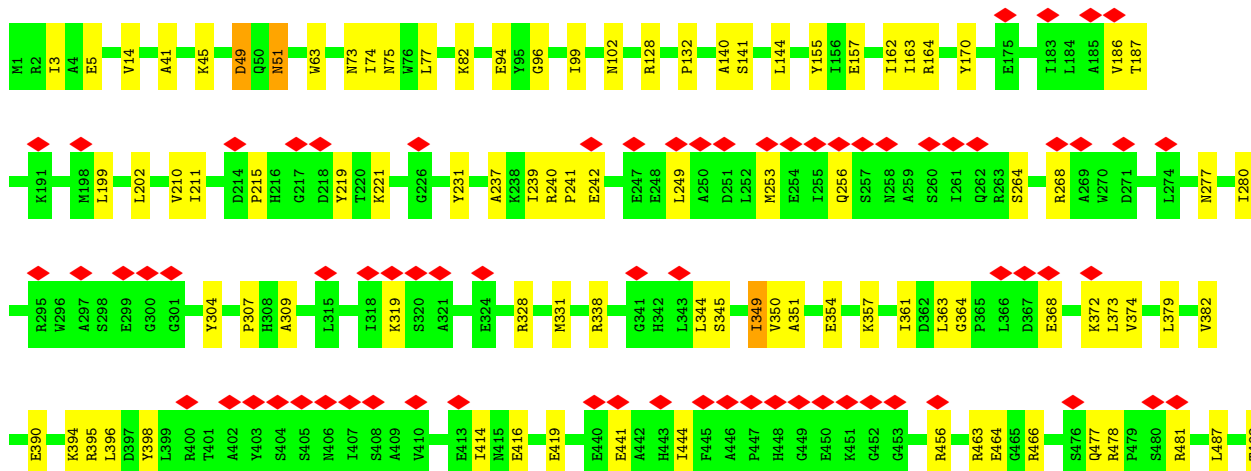 M1 R2 I3 A4 E5 V14 A41 K45 D49 Q50 N51 W63 N73 I74 N75 W76 L77 K82 E94 Y95 G96 I99 N102 R128 P132 A140 S141 L144 Y155 I156 E157 I162 I163 R164 Y170 E175 I183 L184 A185 V186 T187
K191 M198 L199 L202 V210 I211 D214 P215 H216 G217 D218 Y219 T220 K221 G226 Y231 A237 K238 I239 R240 P241 E242 E247 E248 L249 A250 D251 L252 M253 E254 I255 Q256 S257 N258 A259 S260 I261 Q262 R263 S264 R268 A269 W270 D271 L274 N277 I280
R295 W296 A297 S298 E299 G300 G301 Y304 P307 H308 A309 L315 I318 K319 S320 A321 E324 R328 M331 R338 G341 H342 L343 L344 S345 I349 V350 A351 E354 K357 I361 D362 L363 G364 P365 L366 D367 E368 K372 L373 V374 L379 V382
E390 K394 R395 L396 D397 Y398 L399 R400 T401 A402 Y403 S404 S405 N406 I407 S408 A409 V410 E413 I414 N415 E416 E419 E440 E441 A442 H443 I444 F445 A446 P447 H448 G449 E450 K451 G452 G453 R456 R463 E464 G465 R466 S476 Q477 R478 P479 S480 R481 L487